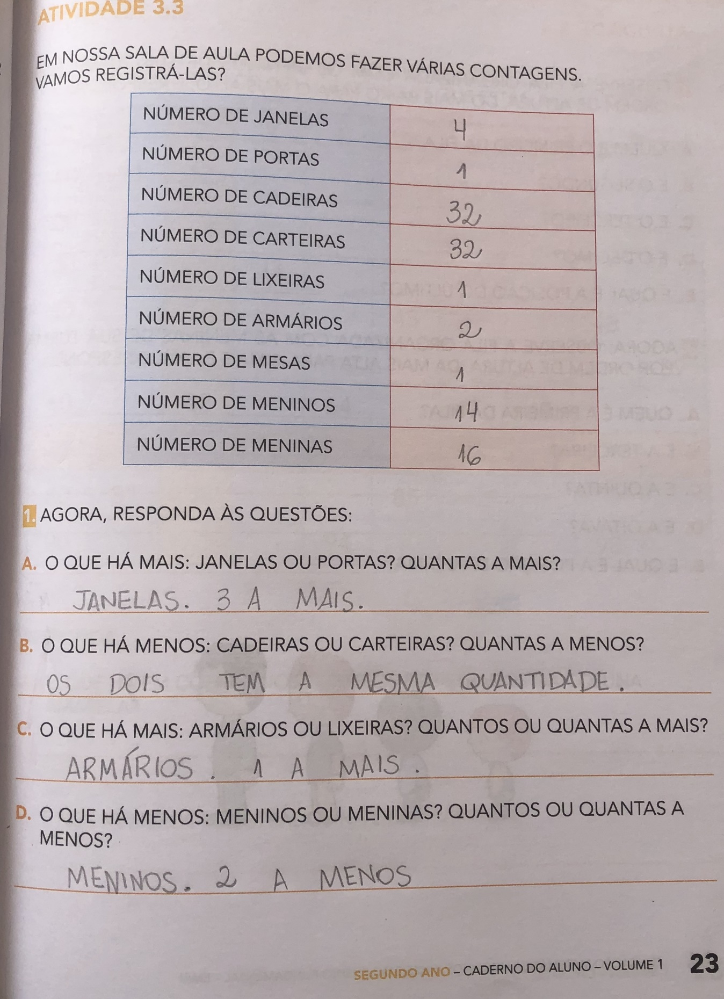 ATIVIDADE 3.3
EM NOSSA SALA DE AULA PODEMOS FAZER VÁRIAS CONTAGENS.
VAMOS REGISTRÁ-LAS?
NÚMERO DE JANELAS 4
NÚMERO DE PORTAS 1
NÚMERO DE CADEIRAS 32
NÚMERO DE CARTEIRAS 32
NÚMERO DE LIXEIRAS 1
NÚMERO DE ARMÁRIOS 2
NÚMERO DE MESAS 1
NÚMERO DE MENINOS 14
NÚMERO DE MENINAS 16
1. AGORA, RESPONDA ÀS QUESTÕES:
A. O QUE HÁ MAIS: JANELAS OU PORTAS? QUANTAS A MAIS?
JANELAS. 3 A MAIS.
B. O QUE HÁ MENOS: CADEIRAS OU CARTEIRAS? QUANTAS A MENOS?
OS DOIS TEM A MESMA QUANTIDADE.
C. O QUE HÁ MAIS: ARMÁRIOS OU LIXEIRAS? QUANTOS OU QUANTAS A MAIS?
ARMÁRIOS. 1 A MAIS.
D. O QUE HÁ MENOS: MENINOS OU MENINAS? QUANTOS OU QUANTAS A
MENOS?
MENINOS. 2 A MENOS
SEGUNDO ANO – CADERNO DO ALUNO – VOLUME 1 23